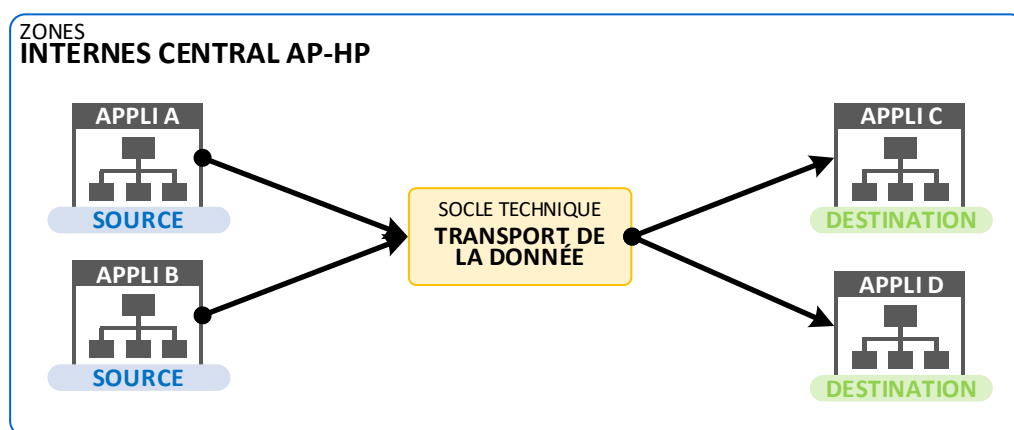 ZONES
INTERNES CENTRAL AP-HP
APPLI A
SOURCE
APPLI B
SOURCE
SOCLE TECHNIQUE
TRANSPORT DE
LA DONNÉE
APPLI C
DESTINATION
APPLI D
DESTINATION